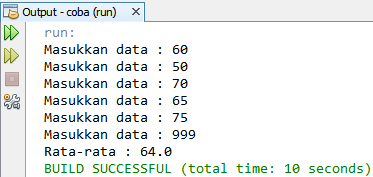 Output - coba (run)
run:
Masukkan data : 60
Masukkan data : 50
Masukkan data : 70
Masukkan data : 65
Masukkan data : 75
Masukkan data : 999
Rata-rata : 64.0
BUILD SUCCESSFUL (total time: 10 seconds)